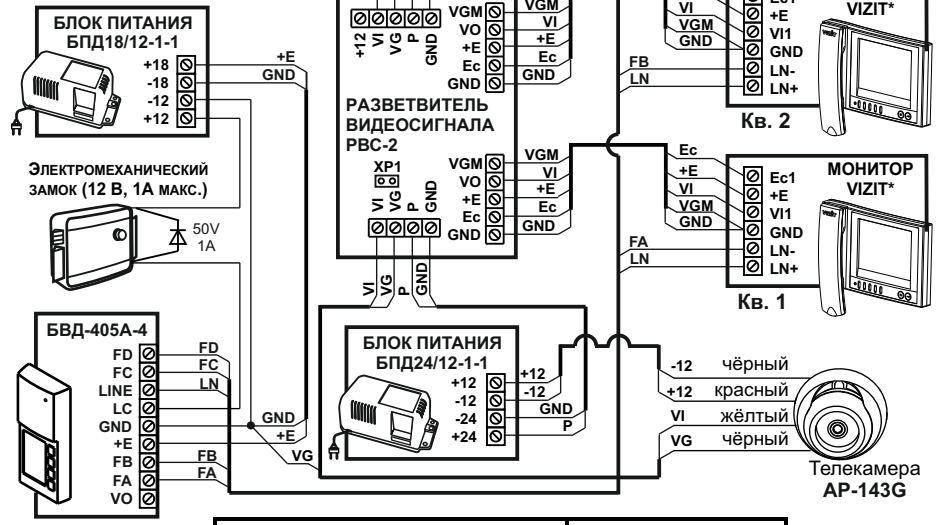 БЛОК ПИТАНИЯ
БПД18/12-1-1
+18
-18
-12
+12
+E
GND
ЭЛЕКТРОМЕХАНИЧЕСКИЙ
ЗАМОК (12 В, 1А МАКС.)
50V
1A
БВД-405А-4
FD
FC
LINE
LC
GND
+E
FB
FA
VO
FD
FC
LN
GND
+E
FB
FA
VG
+12
VI
VG
P
GND
VGM
VO
+E
Ec
GND
VGM
VI
+E
Ec
GND
РАЗВЕТВИТЕЛЬ
ВИДЕОСИГНАЛА
РВС-2
XP1
VI
VG
P
GND
VGM
VO
+E
Ec
GND
VGM
VI
+E
Ec
GND
VI
VG
P
GND
БЛОК ПИТАНИЯ
БПД24/12-1-1
+12
-12
-24
+24
+12
-12
GND
P
VI
VGM
GND
FB
LN
+E
VI1
GND
LN-
LN+
VIZIT*
Кв. 2
Ec
+E
VI
VGM
GND
FA
LN
Ec1
+E
VI1
GND
LN-
LN+
МОНИТОР
VIZIT*
Кв. 1
-12 чёрный
+12 красный
VI жёлтый
VG чёрный
Телекамера
AP-143G